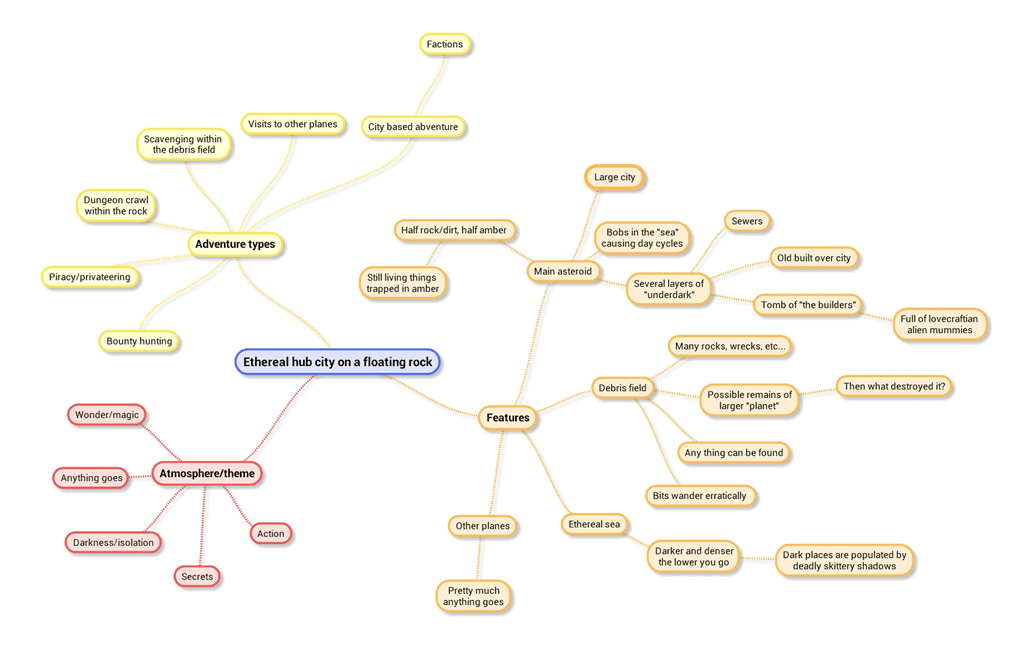 Factions
Visits to other planes
City based adventure
Scavenging within
the debris field
Dungeon crawl
within the rock
Adventure types
Piracy/privateering
Bounty hunting
Ethereal hub city on a floating rock
Large city
Half rock/dirt, half amber
Bobs in the "sea"
causing day cycles
Sewers
Main asteroid
Still living things
trapped in amber
Several layers of
"underdark"
Old built over city
Tomb of "the builders"
Full of lovecraftian
alien mummies
Many rocks, wrecks, etc...
Debris field
Possible remains of
larger "planet"
Then what destroyed it?
Features
Any thing can be found
Bits wander erratically
Other planes
Ethereal sea
Darker and denser
the lower you go
Dark places are populated by
deadly skittery shadows
Pretty much
anything goes
Wonder/magic
Atmosphere/theme
Anything goes
Darkness/isolation
Action
Secrets